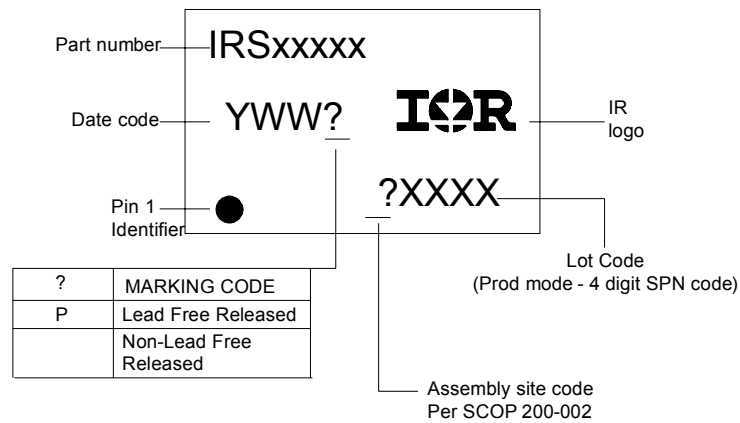 Part number
IRSxxxxx
Date code
YWW?
IOR
IR
logo
?XXXX
Pin 1
Identifier
Lot Code
(Prod mode - 4 digit SPN code)
? MARKING CODE
P Lead Free Released
Non-Lead Free
Released
Assembly site code
Per SCOP 200-002